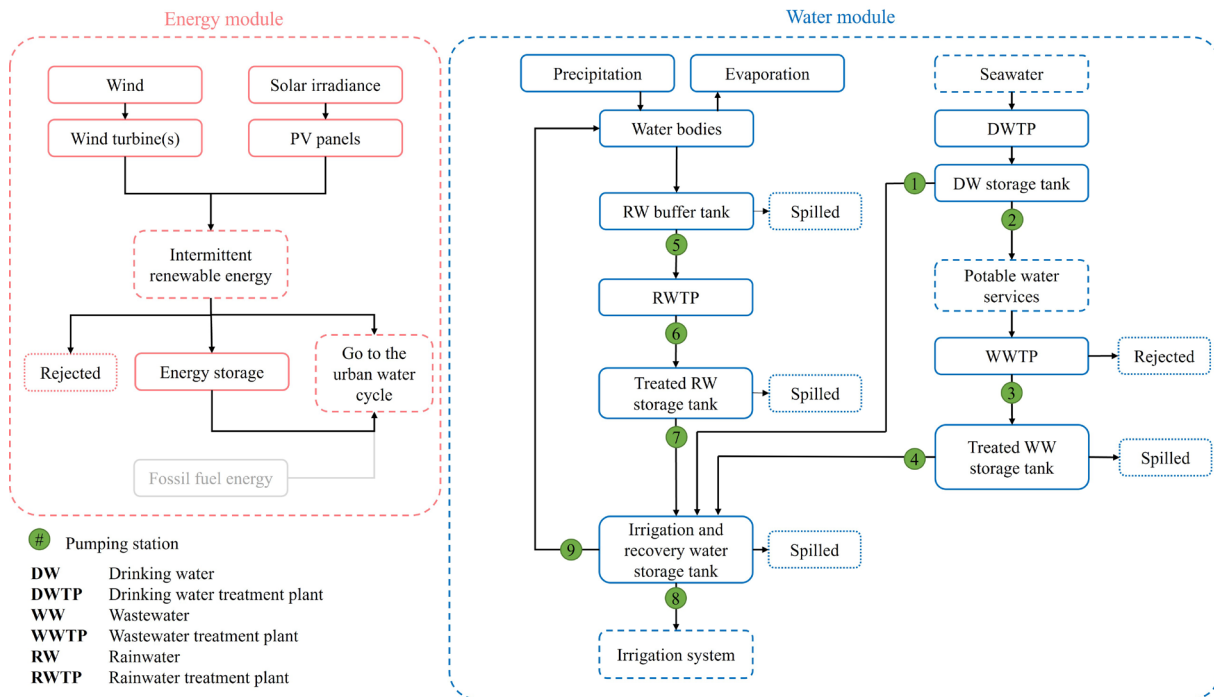 Energy module
Wind
Solar irradiance
Wind turbine(s)
PV panels
Intermittent
renewable energy
Rejected
Energy storage
Go to the
urban water
cycle
Fossil fuel energy
# Pumping station
DW Drinking water
DWTP Drinking water treatment plant
WW Wastewater
WWTP Wastewater treatment plant
RW Rainwater
RWTP Rainwater treatment plant
Water module
Precipitation
Evaporation
Seawater
Water bodies
DWTP
1
DW storage tank
RW buffer tank
Spilled
2
5
Potable water
services
RWTP
6
WWTP
Rejected
Treated RW
storage tank
Spilled
3
7
4
Treated WW
storage tank
Spilled
9
Irrigation and
recovery water
storage tank
Spilled
8
Irrigation system